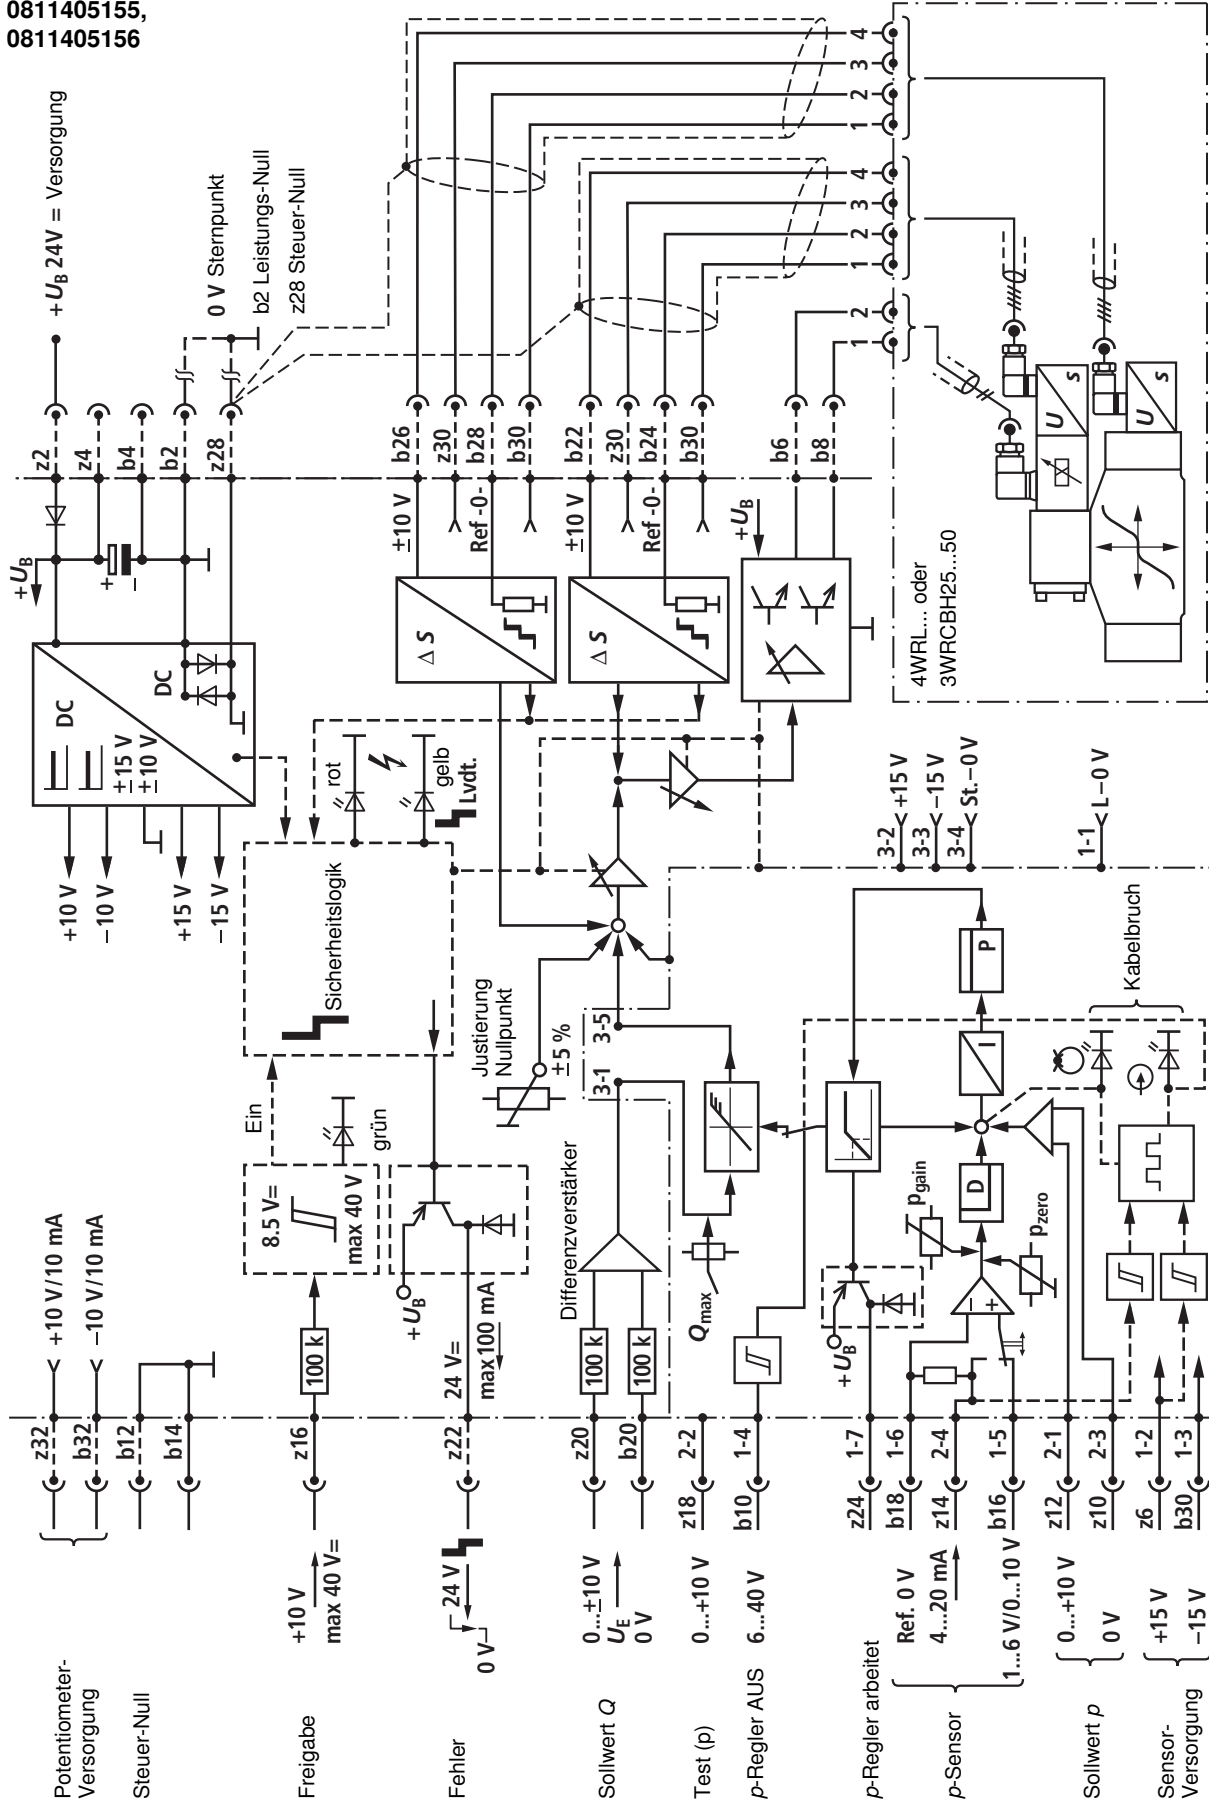 0811405155,
0811405156
+UB 24V = Versorgung
0 V Sternpunkt
b2 Leistungs-Null
z28 Steuer-Null
z2
z4
b4
b2
z28
+UB
+
−
DC
DC
±15 V
±10 V
+10 V
−10 V
+15 V
−15 V
4
3
2
1
4
3
2
1
2
1
b26
z30
b28
b30
b22
z30
b24
b30
b6
b8
±10 V
Ref -0-
±10 V
Ref -0-
+UB
Δ S
Δ S
U
S
U
S
4WRL... oder
3WRCBH25...50
rot
gelb
Lvdt.
Sicherheitslogik
Ein
grün
8.5 V=
max 40 V
Justierung
Nullpunkt
±5 %
3-1
3-5
3-2
+15 V
3-3
−15 V
3-4
St.−0 V
1-1
L−0 V
Kabelbruch
P
I
D
pgain
pzero
−
+
+UB
Qmax
Differenzverstärker
100 k
100 k
100 k
+UB
24 V=
max100 mA
+10 V/10 mA
−10 V/10 mA
z32
b32
b12
b14
z16
z22
z20
b20
2-2
z18
1-4
b10
1-7
z24
1-6
b18
2-4
z14
1-5
b16
2-1
z12
2-3
z10
1-2
z6
1-3
b30
Potentiometer-
Versorgung
Steuer-Null
Freigabe
+10 V
max 40 V=
Fehler
24 V
0 V
Sollwert Q
0...±10 V
UE
0 V
Test (p)
0...+10 V
p-Regler AUS
6...40 V
p-Regler arbeitet
p-Sensor
Ref. 0 V
4...20 mA
1...6 V/0...10 V
Sollwert p
0...+10 V
0 V
Sensor-
Versorgung
+15 V
−15 V